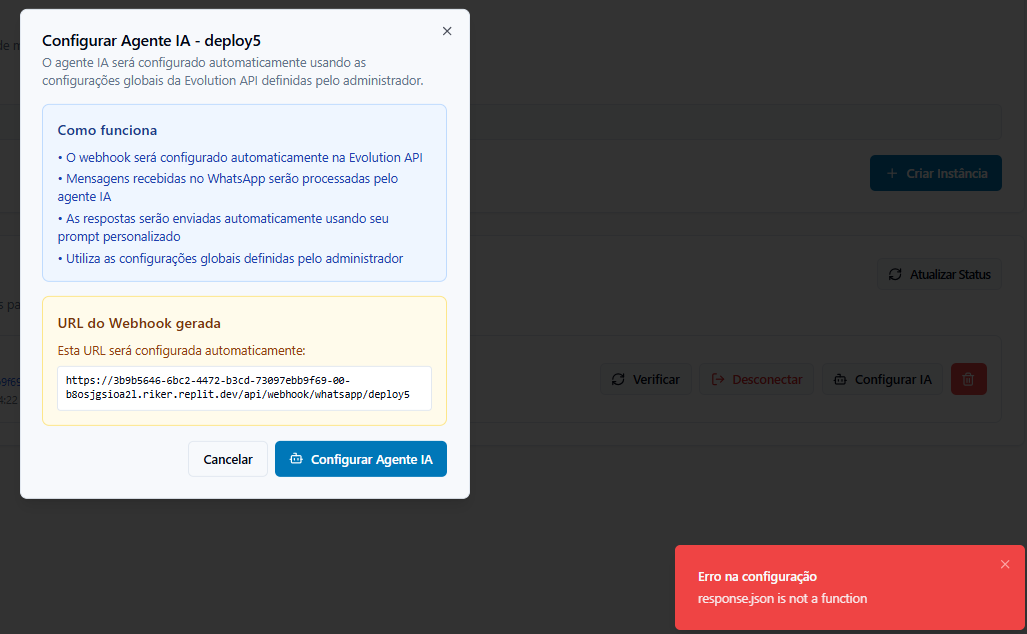 Configurar Agente IA - deploy5
O agente IA será configurado automaticamente usando as
configurações globais da Evolution API definidas pelo administrador.
Como funciona
• O webhook será configurado automaticamente na Evolution API
• Mensagens recebidas no WhatsApp serão processadas pelo
agente IA
• As respostas serão enviadas automaticamente usando seu
prompt personalizado
• Utiliza as configurações globais definidas pelo administrador
URL do Webhook gerada
Esta URL será configurada automaticamente:
https://3b9b5646-6bc2-4472-b3cd-73097ebb9f69-00-
b8osjgsioa2l.riker.replit.dev/api/webhook/whatsapp/deploy5
Cancelar
Configurar Agente IA
de
Criar Instância
Atualizar Status
s pa
9f69
4:22
Verificar
Desconectar
Configurar IA
Erro na configuração
response.json is not a function